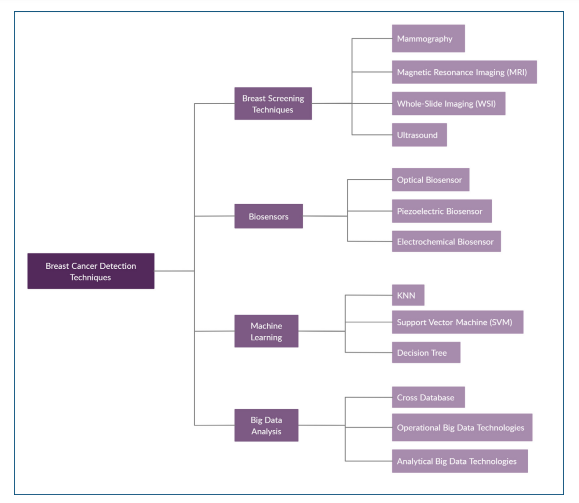 Mammography
Magnetic Resonance Imaging (MRI)
Breast Screening
Techniques
Whole-Slide Imaging (WSI)
Ultrasound
Optical Biosensor
Biosensors
Piezoelectric Biosensor
Electrochemical Biosensor
Breast Cancer Detection
Techniques
KNN
Machine
Learning
Support Vector Machine (SVM)
Decision Tree
Cross Database
Big Data
Analysis
Operational Big Data Technologies
Analytical Big Data Technologies